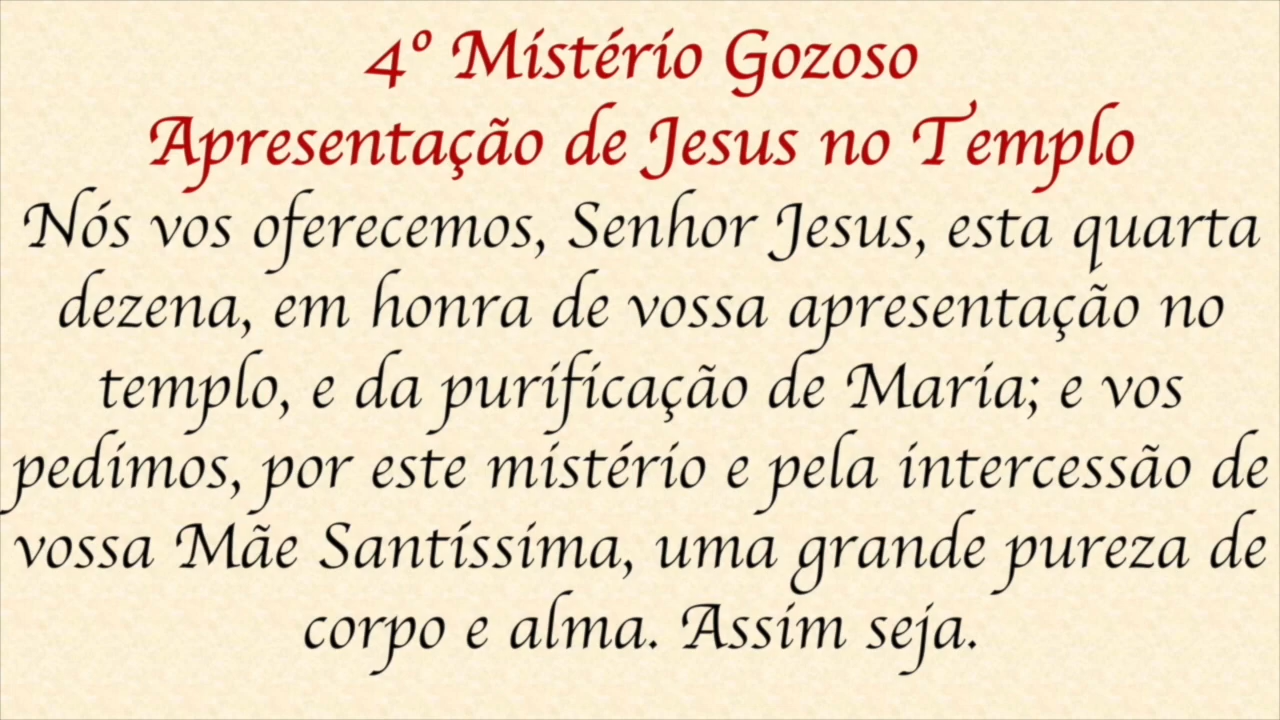 4º Mistério Gozoso
Apresentação de Jesus no Templo
Nós vos oferecemos, Senhor Jesus, esta quarta
dezena, em honra de vossa apresentação no
templo, e da purificação de Maria; e vos
pedimos, por este mistério e pela intercessão de
vossa Mãe Santíssima, uma grande pureza de
corpo e alma. Assim seja.